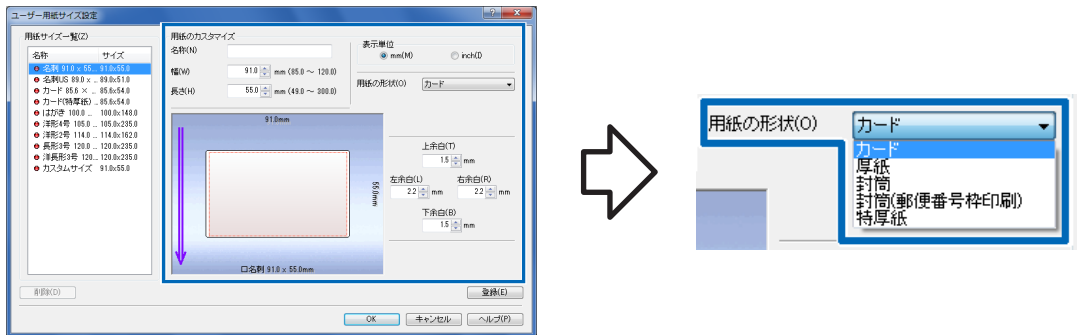 ユーザー用紙サイズ設定
用紙サイズ一覧(Z)
名称 サイズ
名刺 91.0 x 55... 91.0x55.0
名刺US 89.0 x ... 89.0x51.0
カード 85.6 × ... 85.6x54.0
カード(特厚紙)... 85.6x54.0
はがき 100.0 ... 100.0x148.0
洋形4号 105.0 ... 105.0x235.0
洋形2号 114.0 ... 114.0x162.0
長形3号 120.0 ... 120.0x235.0
洋長形3号 120... 120.0x235.0
カスタムサイズ 91.0x55.0
削除(D)
用紙のカスタマイズ
名称(N)
幅(W) 91.0 mm (85.0 ～ 120.0)
長さ(H) 55.0 mm (49.0 ～ 300.0)
表示単位
mm(M) inch(I)
用紙の形状(O) カード
91.0mm
55.0mm
口名刺 91.0 x 55.0mm
上余白(T)
1.5 mm
左余白(L) 右余白(R)
2.2 mm 2.2 mm
下余白(B)
1.5 mm
登録(E)
OK キャンセル ヘルプ(P)
用紙の形状(O) カード
カード
厚紙
封筒
封筒(郵便番号枠印刷)
特厚紙